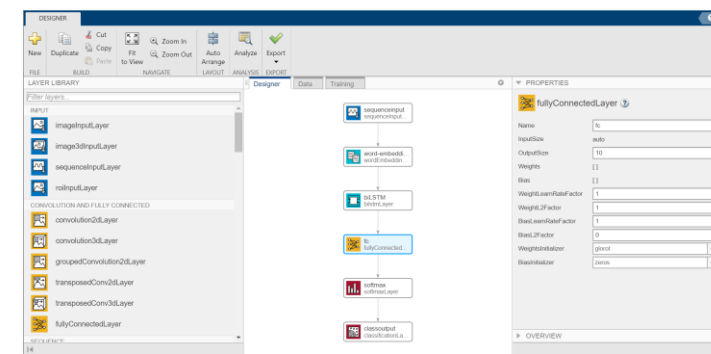 DESIGNER
New
Duplicate
Cut
Copy
Paste
Fit
to View
Zoom In
Zoom Out
Auto
Arrange
Analyze
Export
FILE
BUILD
NAVIGATE
LAYOUT
ANALYSIS
EXPORT
LAYER LIBRARY
Filter layers...
INPUT
imageInputLayer
image3dInputLayer
sequenceInputLayer
roiInputLayer
CONVOLUTION AND FULLY CONNECTED
convolution2dLayer
convolution3dLayer
groupedConvolution2dLayer
transposedConv2dLayer
transposedConv3dLayer
fullyConnectedLayer
SEQUENCE
Designer
Data
Training
sequenceinput
sequenceInput...
word-embeddi...
wordEmbeddin...
biLSTM
bilstmLayer
fc
fullyConnected...
softmax
softmaxLayer
classoutput
classificationLa...
PROPERTIES
fullyConnectedLayer
Name fc
InputSize auto
OutputSize 10
Weights [ ]
Bias [ ]
WeightLearnRateFactor 1
WeightL2Factor 1
BiasLearnRateFactor 1
BiasL2Factor 0
WeightsInitializer glorot
BiasInitializer zeros
OVERVIEW